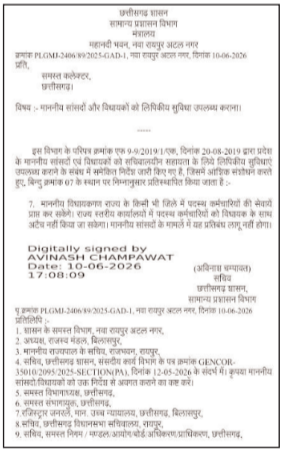 छत्तीसगढ़ शासन
सामान्य प्रशासन विभाग
मंत्रालय
महानदी भवन, नवा रायपुर अटल नगर
क्रमांक PLGMJ-2406/89/2025-GAD-1, नवा रायपुर अटल नगर, दिनांक 10-06-2026
प्रति,
समस्त कलेक्टर,
छत्तीसगढ़।
विषय :- माननीय सांसदों और विधायकों को लिपिकीय सुविधा उपलब्ध कराना।
-----
इस विभाग के परिपत्र क्रमांक एफ 9-9/2019/1/एक, दिनांक 20-08-2019 द्वारा प्रदेश
के माननीय सांसदों एवं विधायकों को सचिवालयीन सहायता के लिये लिपिकीय सुविधाएं
उपलब्ध कराने के संबंध में समेकित निर्देश जारी किए गए है, जिसमें आंशिक संशोधन करते
हुए, बिन्दु क्रमांक 07 के स्थान पर निम्नानुसार प्रतिस्थापित किया जाता है :-
7. माननीय विधायकगण राज्य के किसी भी जिले में पदस्थ कर्मचारियों की सेवायें
प्राप्त कर सकेंगे। राज्य स्तरीय कार्यालयों में पदस्थ कर्मचारियों को विधायक के साथ
अटैच नहीं किया जा सकेगा। माननीय सांसदों के मामले में यह प्रतिबंध लागू नहीं होगा।
Digitally signed by
AVINASH CHAMPAWAT
Date: 10-06-2026
17:08:09
(अविनाश चम्पावत)
सचिव
छत्तीसगढ़ शासन,
सामान्य प्रशासन विभाग
पृ.क्रमांक PLGMJ-2406/89/2025-GAD-1, नवा रायपुर अटल नगर, दिनांक 10-06-2026
प्रतिलिपि :-
1. शासन के समस्त विभाग, नवा रायपुर अटल नगर,
2. अध्यक्ष, राजस्व मंडल, बिलासपुर,
3. माननीय राज्यपाल के सचिव, राजभवन, रायपुर,
4. सचिव, छत्तीसगढ़ शासन, संसदीय कार्य विभाग के पत्र क्रमांक GENCOR-
35010/2095/2025-SECTION(PA), दिनांक 12-05-2026 के संदर्भ में। कृपया माननीय
सांसदों/विधायकों को उक्त निर्देश से अवगत कराने का कष्ट करें।
5. समस्त विभागाध्यक्ष, छत्तीसगढ़,
6. समस्त संभागायुक्त, छत्तीसगढ़,
7. रजिस्ट्रार जनरल, मान. उच्च न्यायालय, छत्तीसगढ़, बिलासपुर,
8. सचिव, छत्तीसगढ़ विधानसभा सचिवालय, रायपुर,
9. सचिव, समस्त निगम / मण्डल/आयोग/बोर्ड/अधिकरण/प्राधिकरण, छत्तीसगढ़,